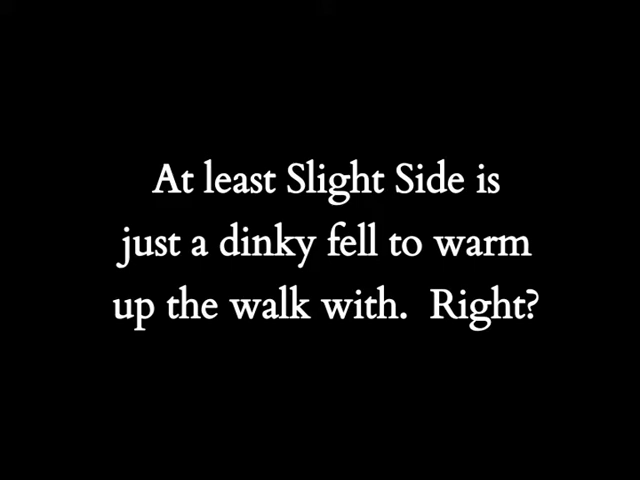 At least Slight Side is
just a dinky fell to warm
up the walk with.  Right?